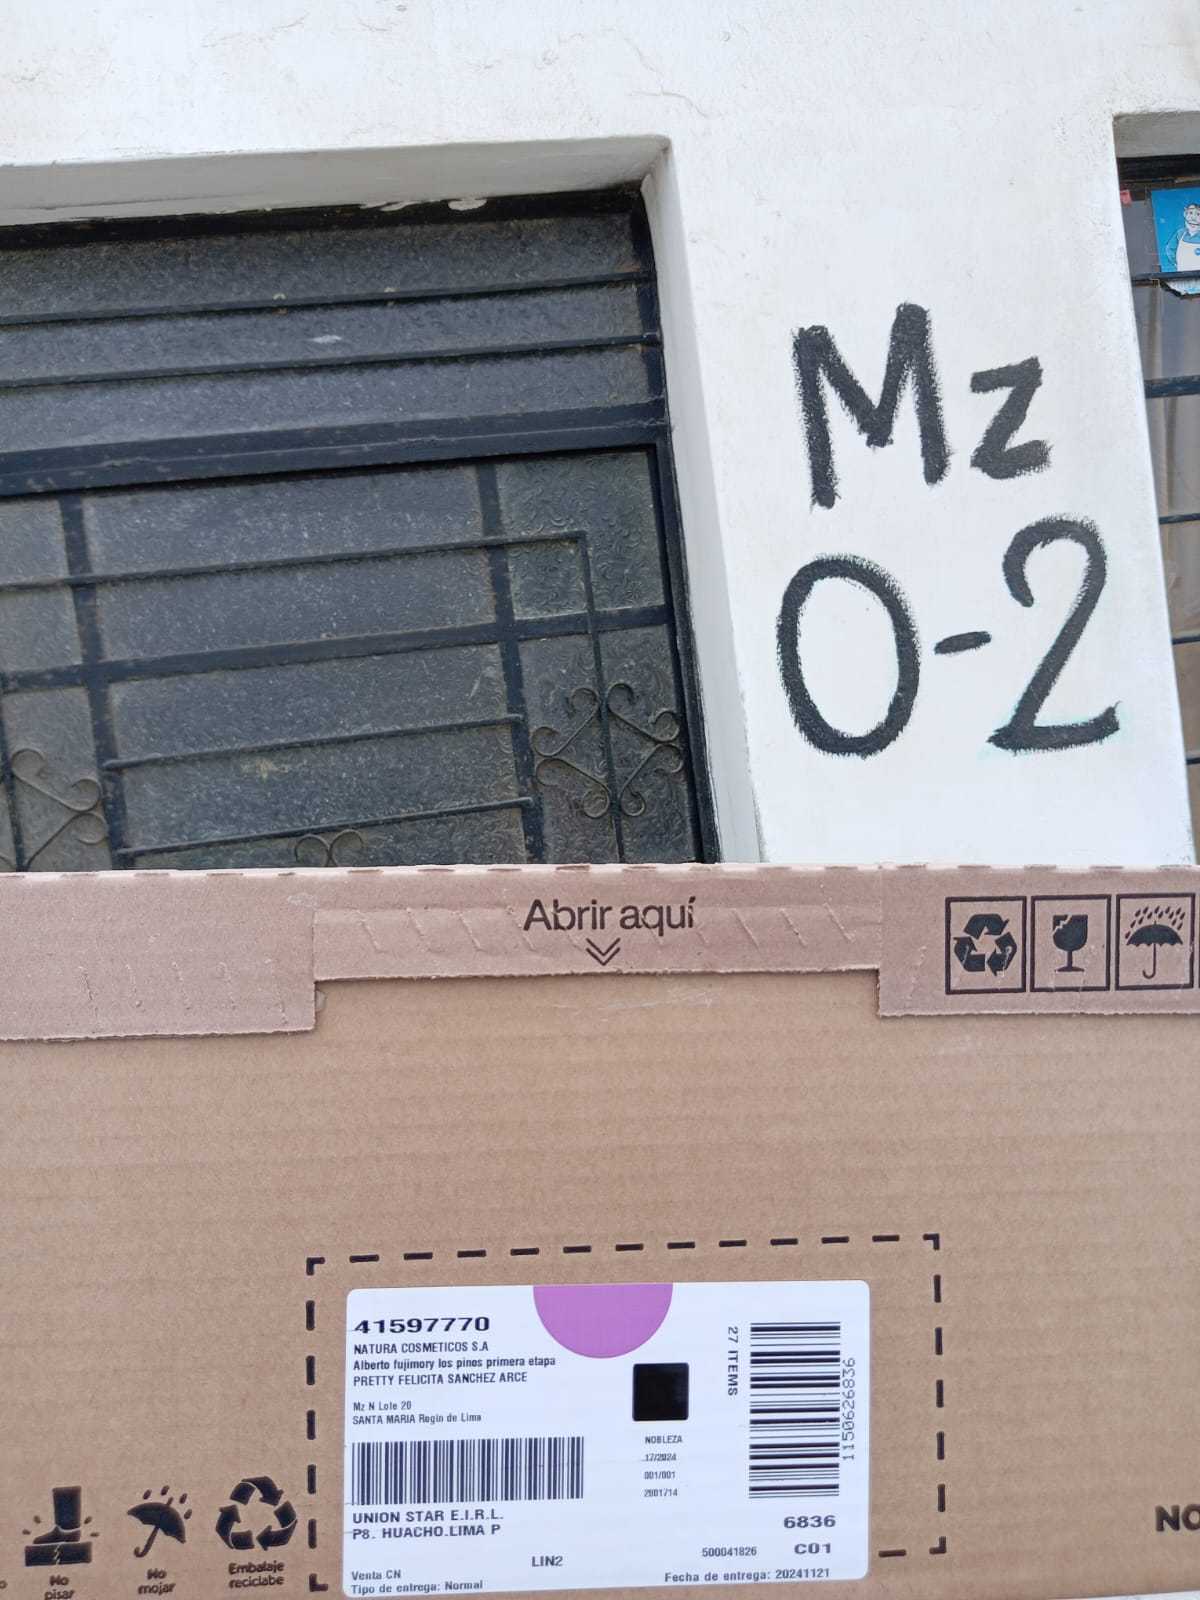 Mz
O-2
Abrir aquí
41597770
NATURA COSMETICOS S.A
Alberto fujimory los pinos primera etapa
PRETTY FELICITA SANCHEZ ARCE
Mz N Lole 20
SANTA MARIA Regin de Lima
27 ITEMS
1150626836
NOBLEZA
17/2024
001/001
2001714
UNION STAR E.I.R.L.
P8. HUACHO.LIMA P
6836
LIN2
500041826
C01
Venta CN
Tipo de entrega: Normal
Fecha de entrega: 20241121
No
pisar
No
mojar
Embalaje
reciclabe
NO